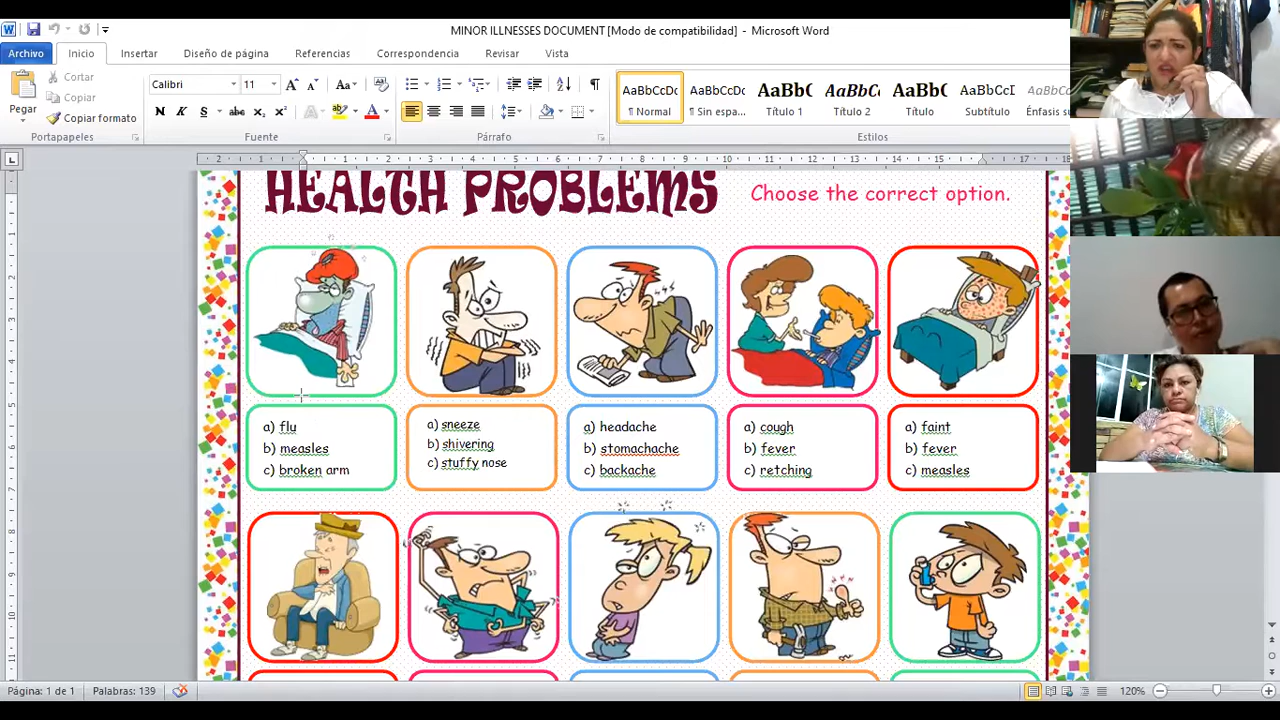 MINOR ILLNESSES DOCUMENT [Modo de compatibilidad] - Microsoft Word
Archivo Inicio Insertar Diseño de página Referencias Correspondencia Revisar Vista
Cortar
Copiar
Copiar formato
Pegar
Portapapeles
Calibri 11
Fuente
Párrafo
AaBbCcDc AaBbCcDc AaBbC AaBbCc AaBbC AaBbCcI AaBbCcDc
¶ Normal ¶ Sin espa... Título 1 Título 2 Título Subtítulo Énfasis sut
Estilos
HEALTH PROBLEMS
Choose the correct option.
a) flu
b) measles
c) broken arm
a) sneeze
b) shivering
c) stuffy nose
a) headache
b) stomachache
c) backache
a) cough
b) fever
c) retching
a) faint
b) fever
c) measles
Página: 1 de 1 Palabras: 139 120%